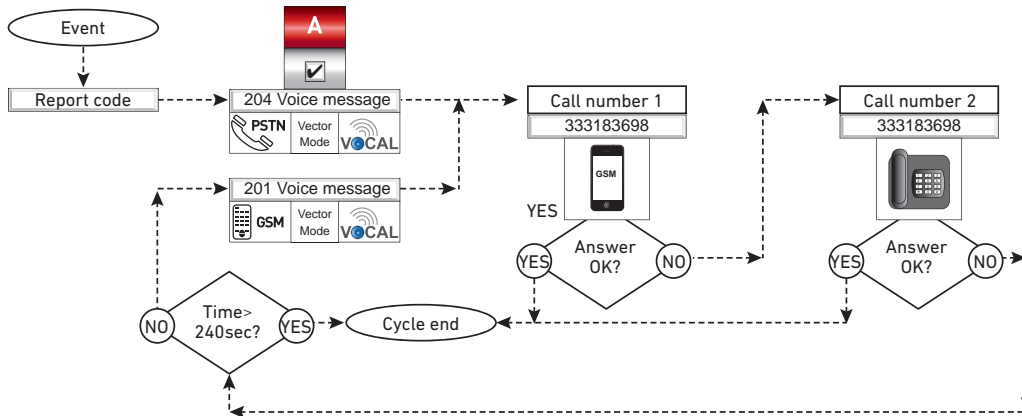 Event
A
Report code
204 Voice message
PSTN
Vector
Mode
VOCAL
201 Voice message
GSM
Vector
Mode
VOCAL
Call number 1
333183698
GSM
YES
Answer
OK?
YES
NO
Call number 2
333183698
Answer
OK?
YES
NO
Time>
240sec?
NO
YES
Cycle end